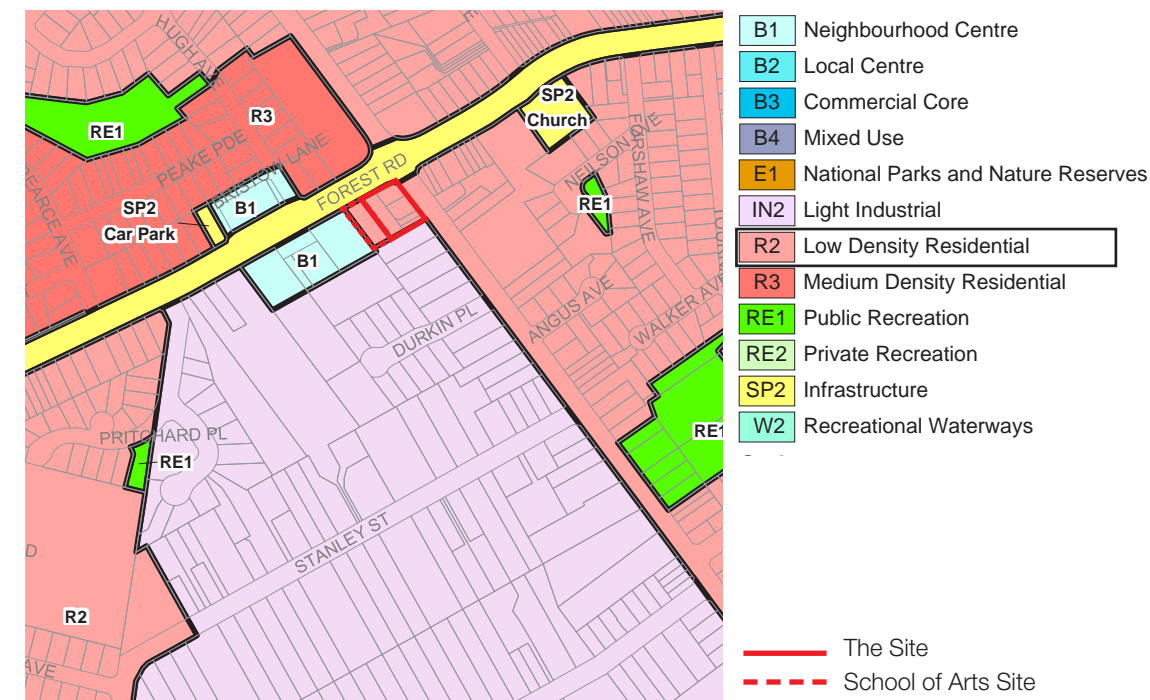 HUGH AVE
R3
RE1
PEAKE PDE
BRISTOW LANE
PEARCE AVE
SP2
Car Park
B1
FOREST RD
SP2
Church
NEILSON AVE
FORSHAW AVE
RE1
B1
DURKIN PL
ANGUS AVE
WALKER AVE
RE1
PRITCHARD PL
RE1
STANLEY ST
D
R2
AVE
B1 Neighbourhood Centre
B2 Local Centre
B3 Commercial Core
B4 Mixed Use
E1 National Parks and Nature Reserves
IN2 Light Industrial
R2 Low Density Residential
R3 Medium Density Residential
RE1 Public Recreation
RE2 Private Recreation
SP2 Infrastructure
W2 Recreational Waterways
The Site
School of Arts Site